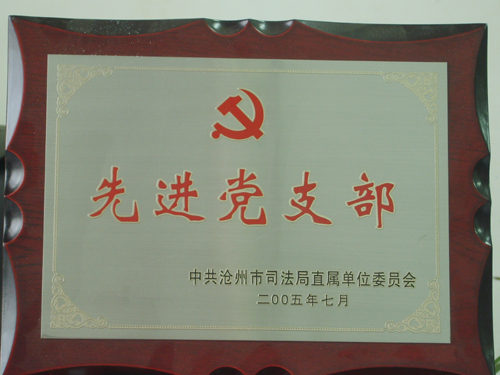 先进党支部
中共沧州市司法局直属单位委员会
二00五年七月